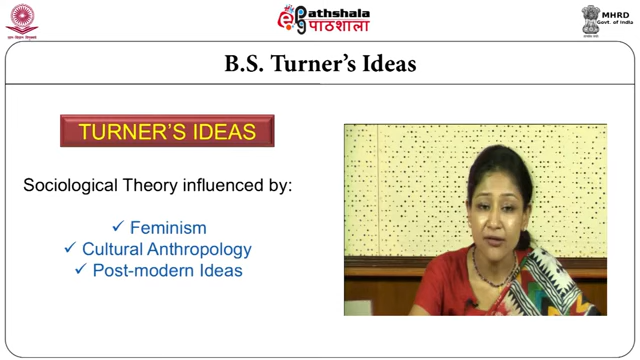 Pathshala
पाठशाला
MHRD
Govt. of India
B.S. Turner's Ideas
TURNER'S IDEAS
Sociological Theory influenced by:
✓ Feminism
✓ Cultural Anthropology
✓ Post-modern Ideas